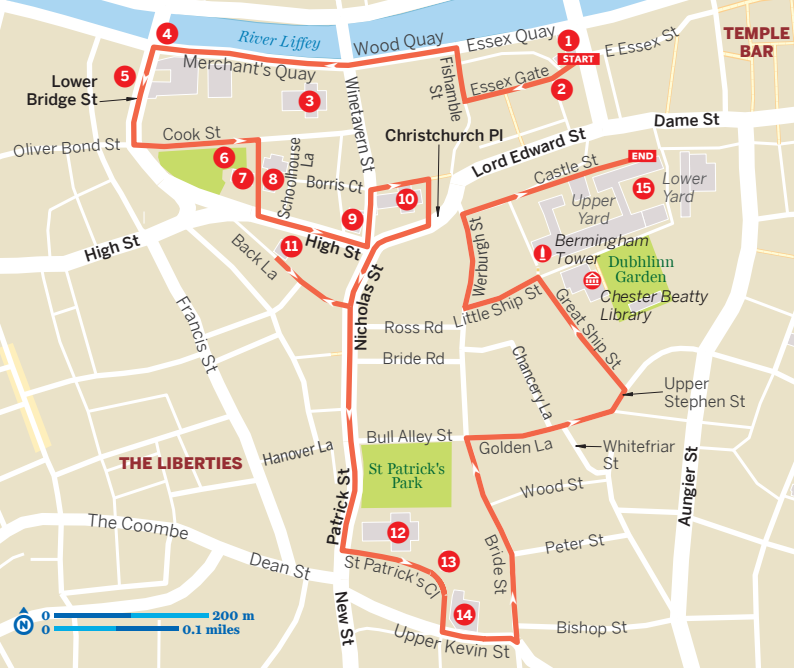 River Liffey
Wood Quay
Essex Quay
1
START
E Essex St
TEMPLE
BAR
4
5
Lower
Bridge St
Merchant's Quay
3
Winetavern St
Fishamble
St
Essex Gate
2
Oliver Bond St
Cook St
6
7
8
Schoolhouse
La
Borris Ct
9
10
Christchurch Pl
Lord Edward St
Dame St
Castle St
END
15
Lower
Yard
Upper
Yard
High St
High St
11
Back La
Nicholas St
Werburgh St
Bermingham
Tower
Dubhlinn
Garden
Chester Beatty
Library
Francis St
Ross Rd
Little Ship St
Great Ship St
Bride Rd
Chancery La
Upper
Stephen St
THE LIBERTIES
Hanover La
Bull Alley St
Golden La
Whitefriar
St
St Patrick's
Park
Patrick St
Wood St
Aungier St
The Coombe
Dean St
12
13
St Patrick's Cl
14
Bride St
Peter St
New St
Upper Kevin St
Bishop St
N
0 200 m
0 0.1 miles